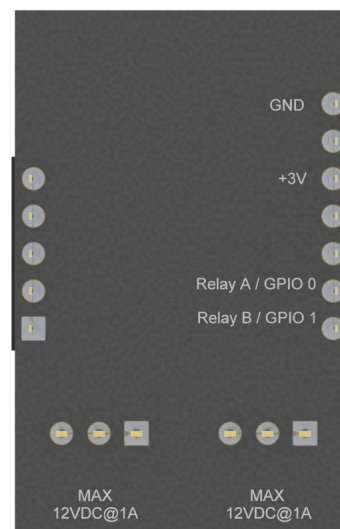 GND
+3V
Relay A / GPIO 0
Relay B / GPIO 1
MAX
12VDC@1A
MAX
12VDC@1A